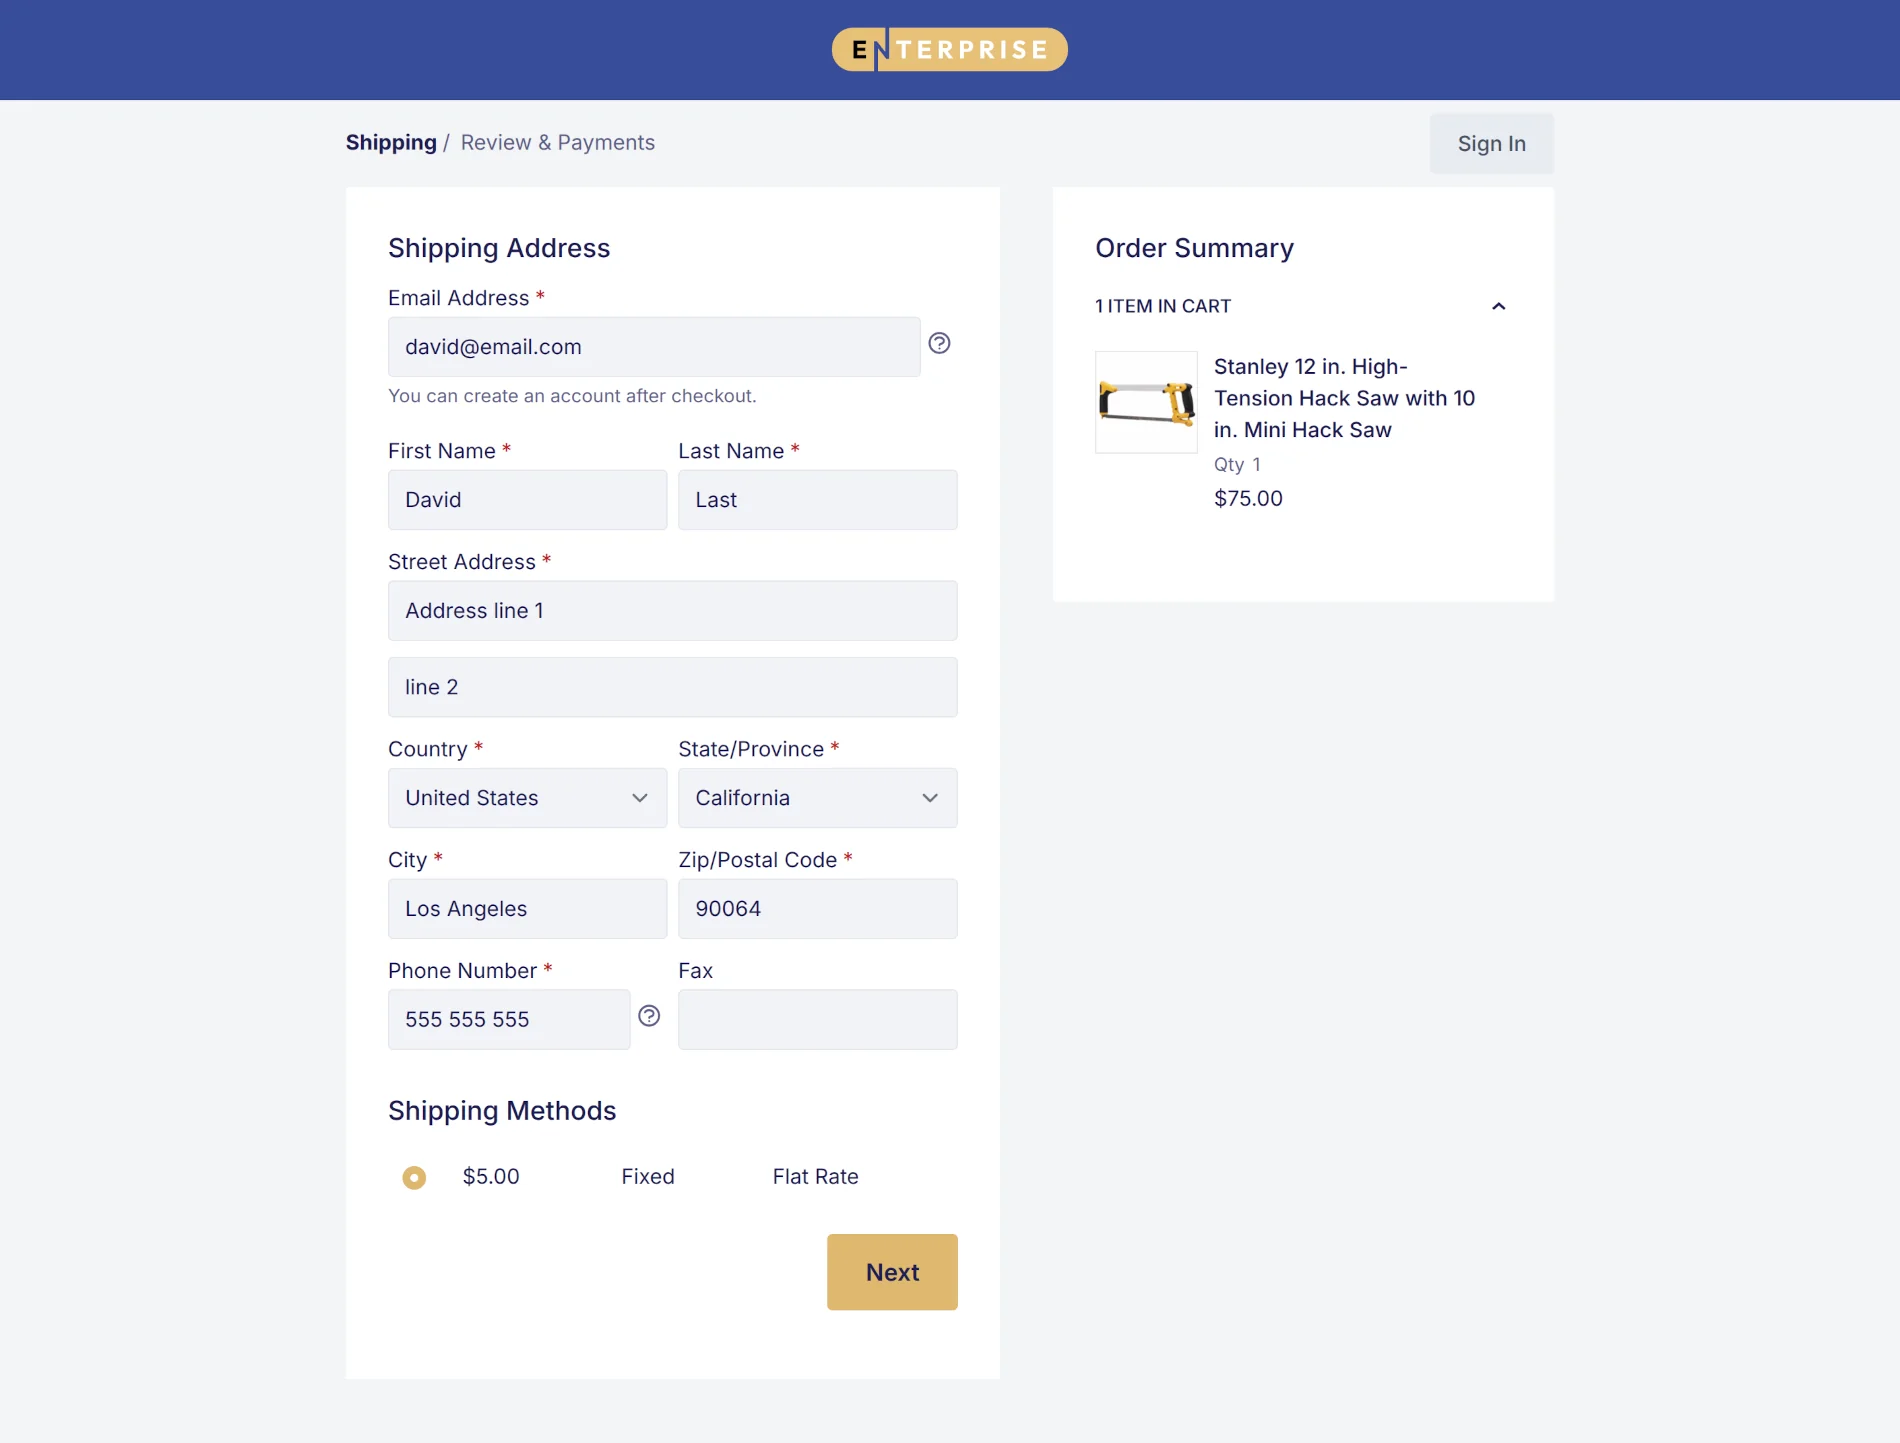 ENTERPRISE
Shipping / Review & Payments
Sign In
Shipping Address
Email Address *
david@email.com
You can create an account after checkout.
First Name *
Last Name *
David
Last
Street Address *
Address line 1
line 2
Country *
State/Province *
United States
California
City *
Zip/Postal Code *
Los Angeles
90064
Phone Number *
Fax
555 555 555
Shipping Methods
$5.00 Fixed Flat Rate
Next
Order Summary
1 ITEM IN CART
Stanley 12 in. High-
Tension Hack Saw with 10
in. Mini Hack Saw
Qty 1
$75.00